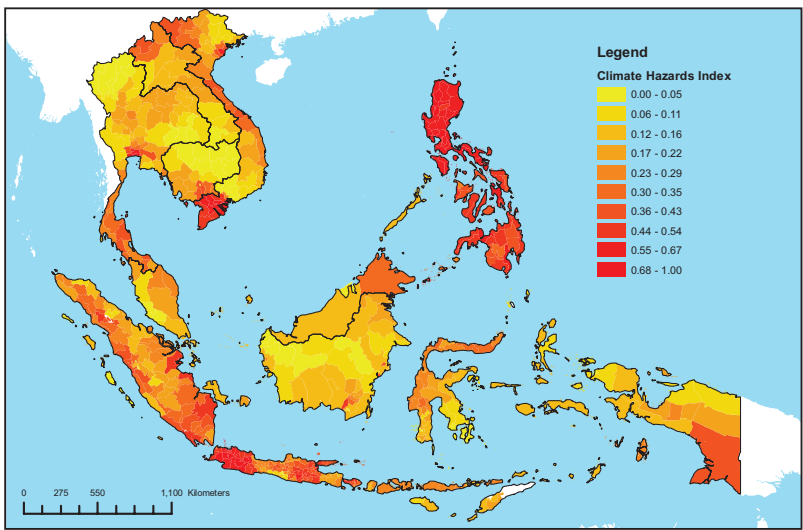 Legend
Climate Hazards Index
0.00 - 0.05
0.06 - 0.11
0.12 - 0.16
0.17 - 0.22
0.23 - 0.29
0.30 - 0.35
0.36 - 0.43
0.44 - 0.54
0.55 - 0.67
0.68 - 1.00
0 275 550 1,100 Kilometers